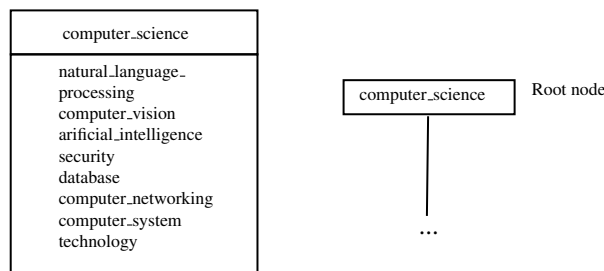 computer_science
natural_language_
processing
computer_vision
arificial_intelligence
security
database
computer_networking
computer_system
technology
computer_science
Root node
...